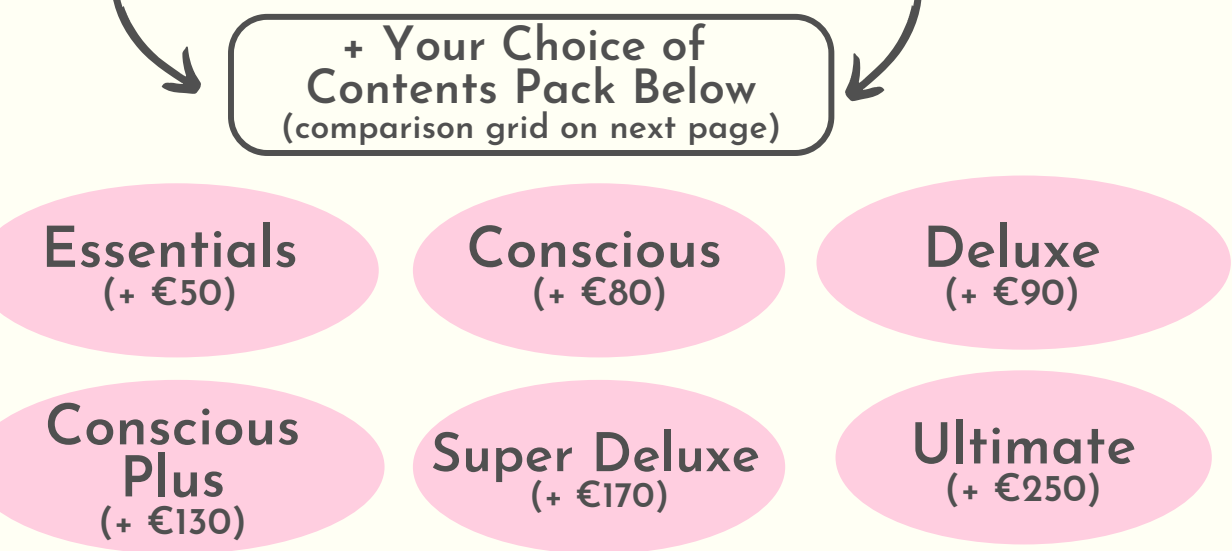 + Your Choice of
Contents Pack Below
(comparison grid on next page)
Essentials
(+ €50)
Conscious
(+ €80)
Deluxe
(+ €90)
Conscious
Plus
(+ €130)
Super Deluxe
(+ €170)
Ultimate
(+ €250)